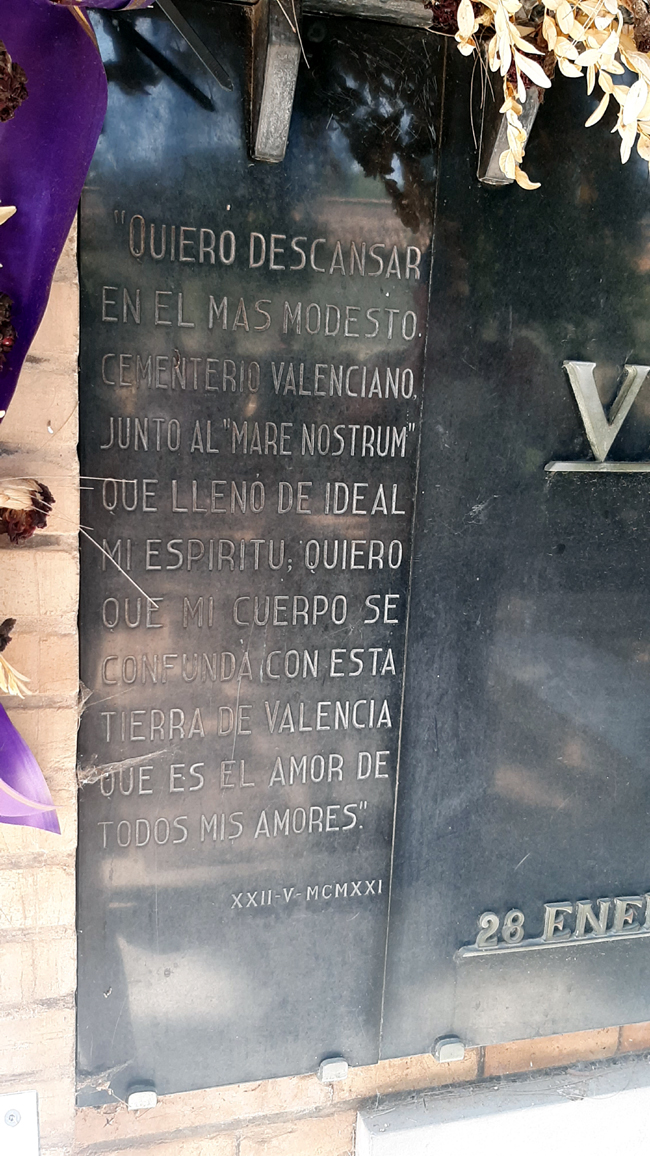 "QUIERO DESCANSAR
EN EL MAS MODESTO
CEMENTERIO VALENCIANO,
JUNTO AL "MARE NOSTRUM"
QUE LLENÓ DE IDEAL
MI ESPIRITU; QUIERO
QUE MI CUERPO SE
CONFUNDA CON ESTA
TIERRA DE VALENCIA
QUE ES EL AMOR DE
TODOS MIS AMORES."
XXII-V-MCMXXI
V
28 ENE